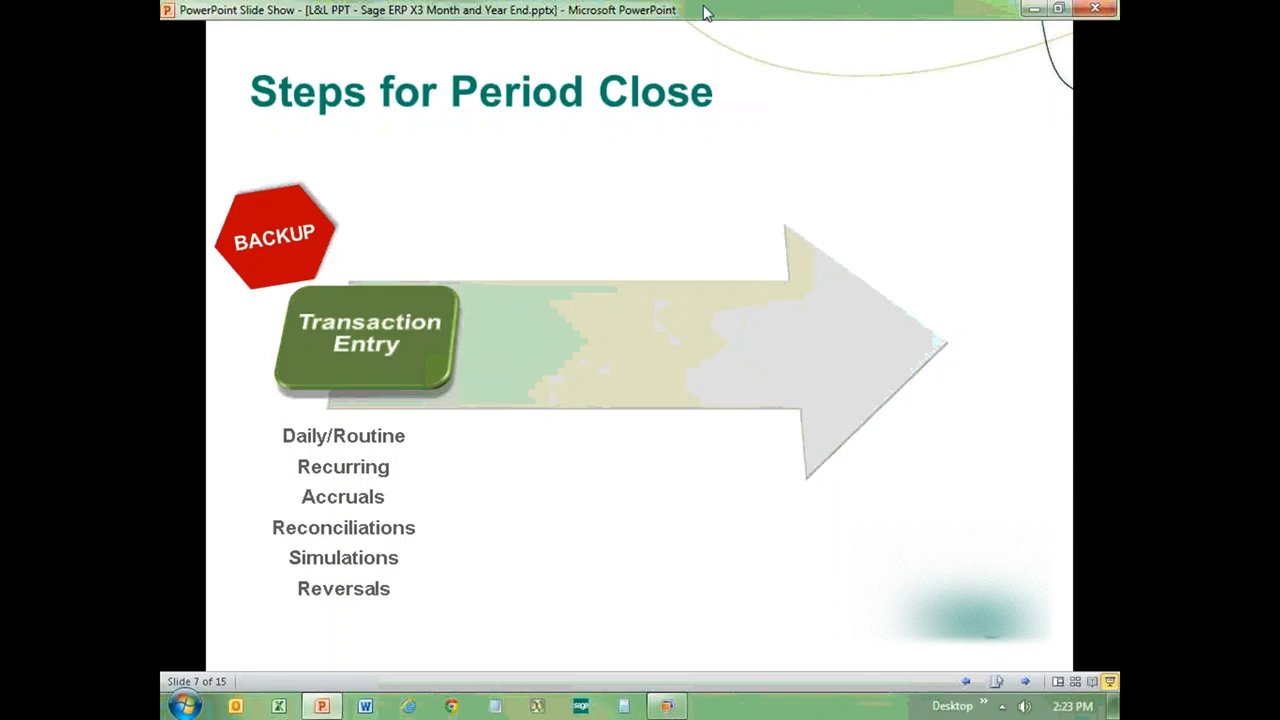 PowerPoint Slide Show - [L&L PPT - Sage ERP X3 Month and Year End.pptx] - Microsoft PowerPoint
Steps for Period Close
BACKUP
Transaction
Entry
Daily/Routine
Recurring
Accruals
Reconciliations
Simulations
Reversals
Slide 7 of 15
sage
Desktop
2:23 PM